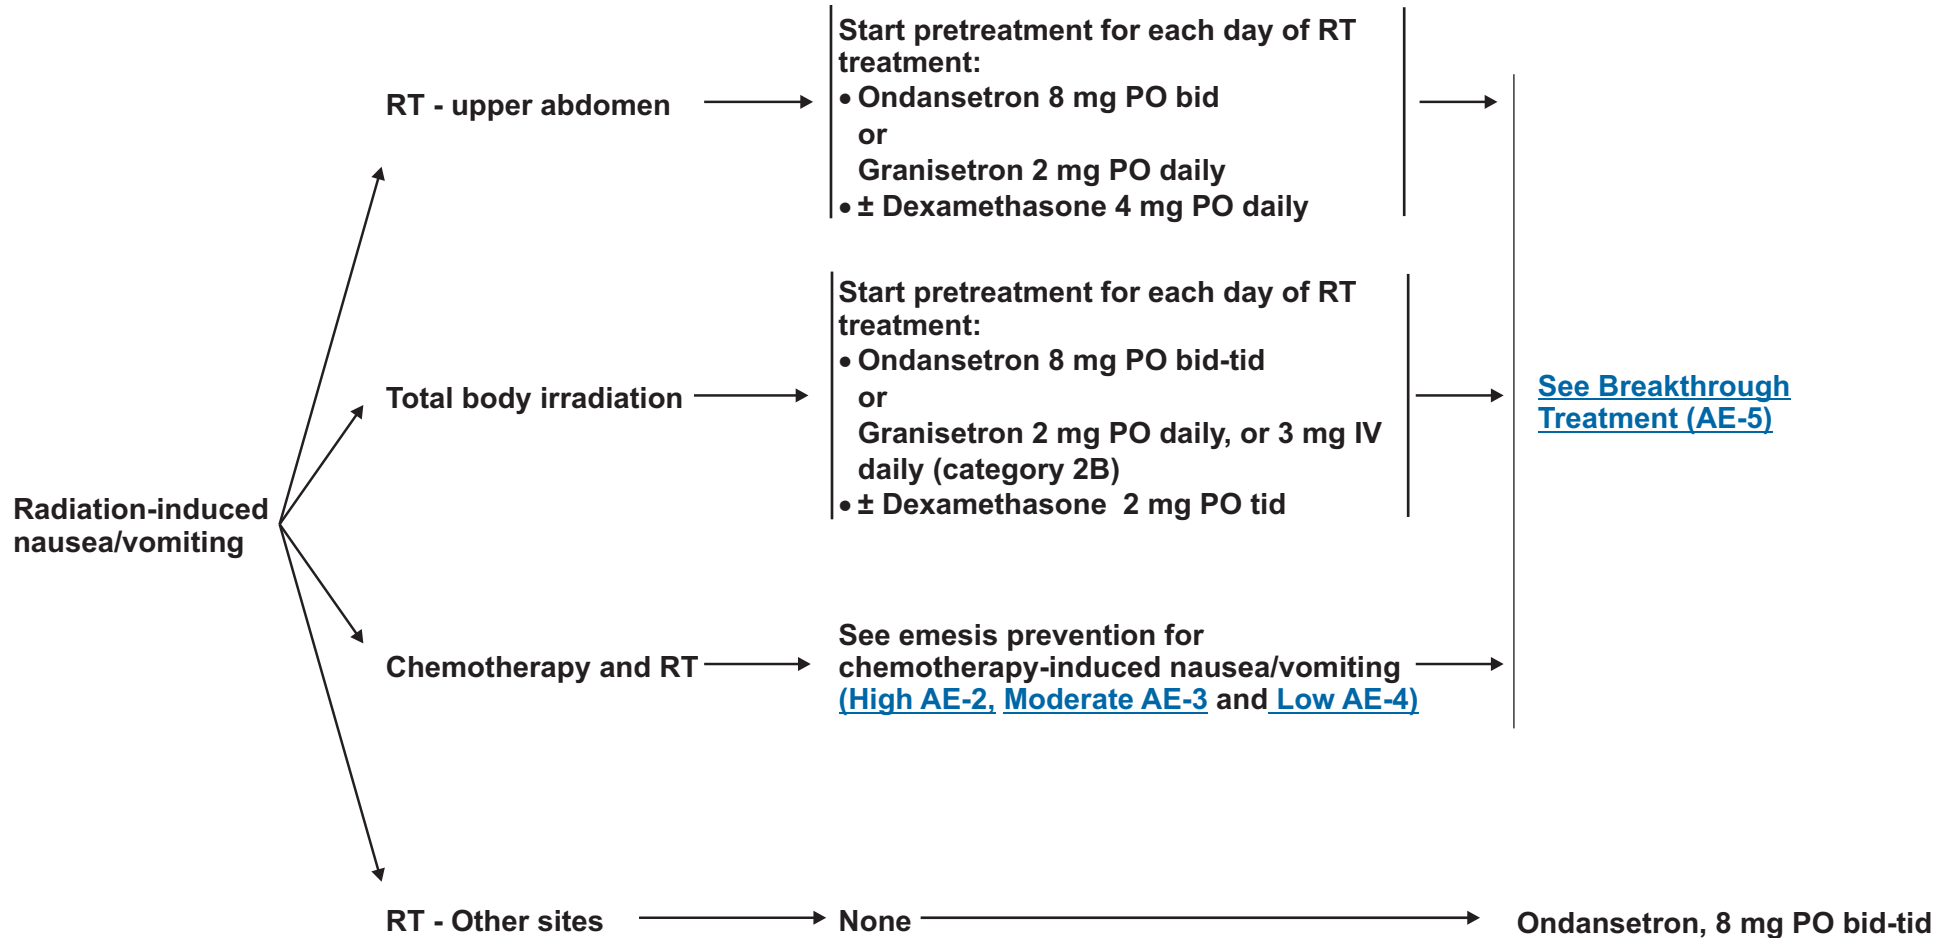 Radiation-induced
nausea/vomiting
RT - upper abdomen
Start pretreatment for each day of RT
treatment:
• Ondansetron 8 mg PO bid
or
Granisetron 2 mg PO daily
• ± Dexamethasone 4 mg PO daily
Total body irradiation
Start pretreatment for each day of RT
treatment:
• Ondansetron 8 mg PO bid-tid
or
Granisetron 2 mg PO daily, or 3 mg IV
daily (category 2B)
• ± Dexamethasone 2 mg PO tid
Chemotherapy and RT
See emesis prevention for
chemotherapy-induced nausea/vomiting
(High AE-2, Moderate AE-3 and Low AE-4)
See Breakthrough
Treatment (AE-5)
RT - Other sites
None
Ondansetron, 8 mg PO bid-tid